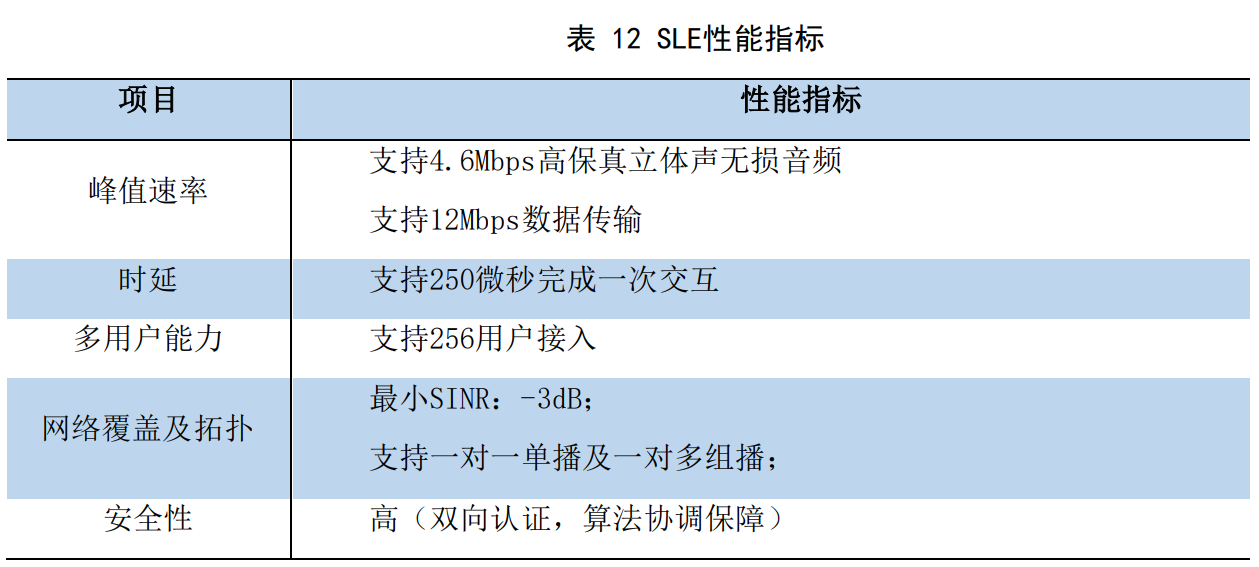 表 12 SLE性能指标
项目 性能指标
峰值速率
支持4.6Mbps高保真立体声无损音频
支持12Mbps数据传输
时延 支持250微秒完成一次交互
多用户能力 支持256用户接入
网络覆盖及拓扑
最小SINR：-3dB；
支持一对一单播及一对多组播；
安全性 高（双向认证，算法协调保障）